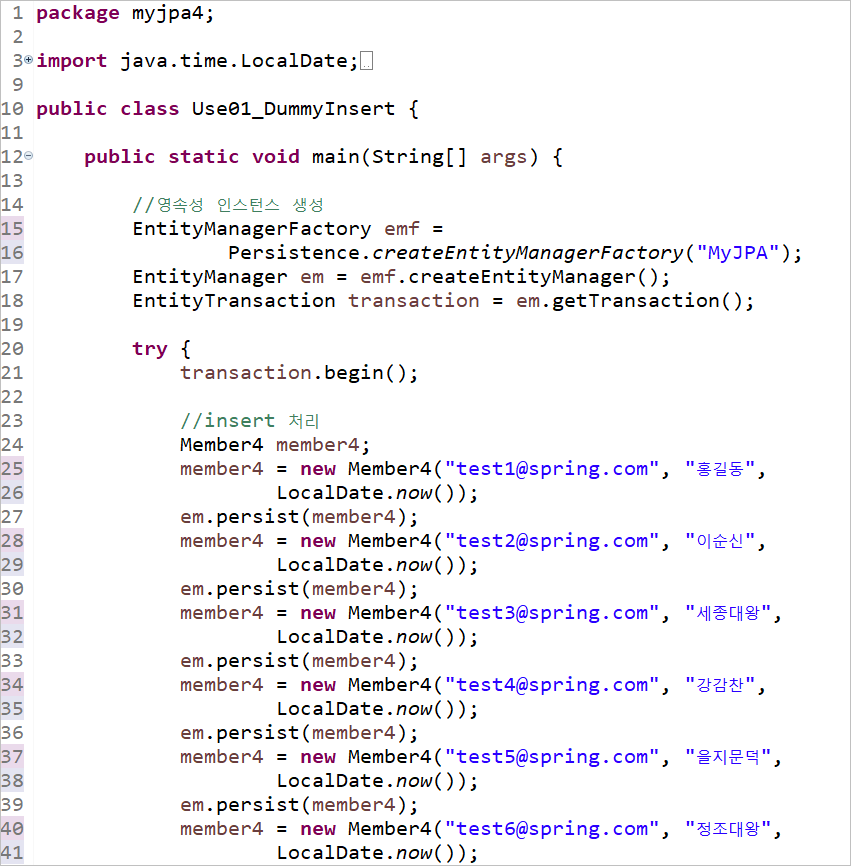 1 package myjpa4;
2
3 import java.time.LocalDate;
9
10 public class Use01_DummyInsert {
11
12     public static void main(String[] args) {
13
14         //영속성 인스턴스 생성
15         EntityManagerFactory emf =
16                 Persistence.createEntityManagerFactory("MyJPA");
17         EntityManager em = emf.createEntityManager();
18         EntityTransaction transaction = em.getTransaction();
19
20         try {
21             transaction.begin();
22
23             //insert 처리
24             Member4 member4;
25             member4 = new Member4("test1@spring.com", "홍길동",
26                     LocalDate.now());
27             em.persist(member4);
28             member4 = new Member4("test2@spring.com", "이순신",
29                     LocalDate.now());
30             em.persist(member4);
31             member4 = new Member4("test3@spring.com", "세종대왕",
32                     LocalDate.now());
33             em.persist(member4);
34             member4 = new Member4("test4@spring.com", "강감찬",
35                     LocalDate.now());
36             em.persist(member4);
37             member4 = new Member4("test5@spring.com", "을지문덕",
38                     LocalDate.now());
39             em.persist(member4);
40             member4 = new Member4("test6@spring.com", "정조대왕",
41                     LocalDate.now());